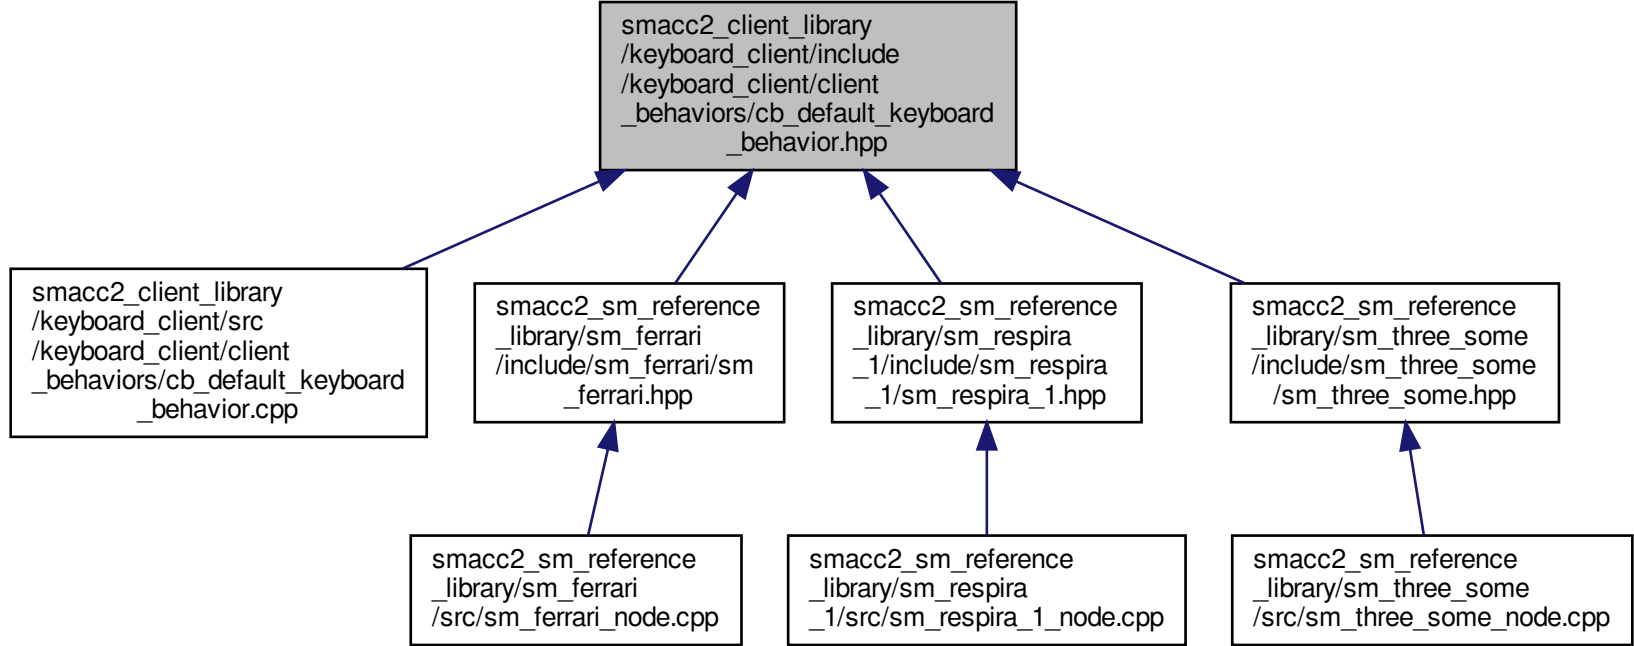 smacc2_client_library
/keyboard_client/include
/keyboard_client/client
_behaviors/cb_default_keyboard
_behavior.hpp
smacc2_client_library
/keyboard_client/src
/keyboard_client/client
_behaviors/cb_default_keyboard
_behavior.cpp
smacc2_sm_reference
_library/sm_ferrari
/include/sm_ferrari/sm
_ferrari.hpp
smacc2_sm_reference
_library/sm_respira
_1/include/sm_respira
_1/sm_respira_1.hpp
smacc2_sm_reference
_library/sm_three_some
/include/sm_three_some
/sm_three_some.hpp
smacc2_sm_reference
_library/sm_ferrari
/src/sm_ferrari_node.cpp
smacc2_sm_reference
_library/sm_respira
_1/src/sm_respira_1_node.cpp
smacc2_sm_reference
_library/sm_three_some
/src/sm_three_some_node.cpp